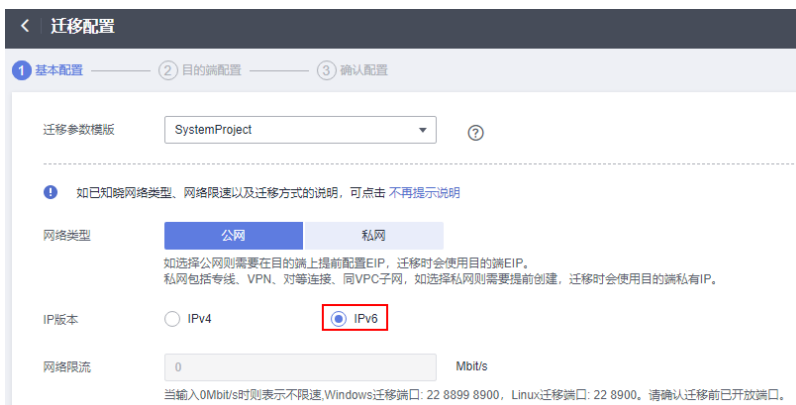 迁移配置
1 基本配置 2 目的端配置 3 确认配置
迁移参数模版 SystemProject ?
! 如已知晓网络类型、网络限速以及迁移方式的说明，可点击 不再提示说明
网络类型 公网 私网
如选择公网则需要在目的端上提前配置EIP，迁移时会使用目的端EIP。
私网包括专线、VPN、对等连接、同VPC子网，如选择私网则需要提前创建，迁移时会使用目的端私有IP。
IP版本 IPv4 IPv6
网络限流 0 Mbit/s
当输入0Mbit/s时则表示不限速,Windows迁移端口: 22 8899 8900，Linux迁移端口: 22 8900。请确认迁移前已开放端口。